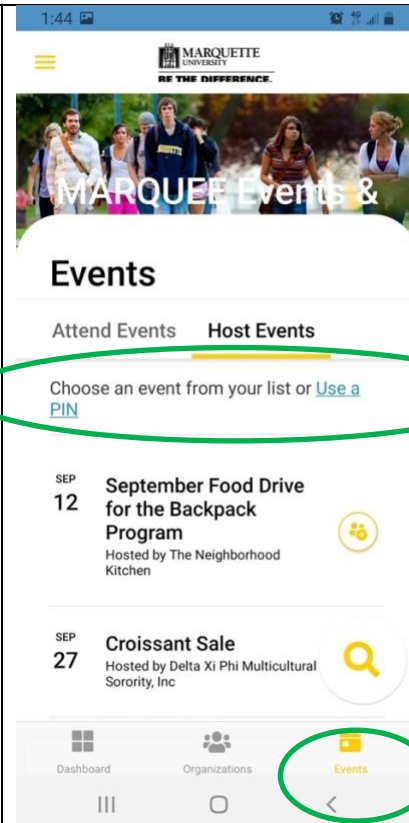 1:44
MARQUETTE
UNIVERSITY
BE THE DIFFERENCE.
MARQUEE Events &
Events
Attend Events Host Events
Choose an event from your list or Use a
PIN
SEP
12
September Food Drive
for the Backpack
Program
Hosted by The Neighborhood
Kitchen
SEP
27
Croissant Sale
Hosted by Delta Xi Phi Multicultural
Sorority, Inc
Dashboard Organizations Events